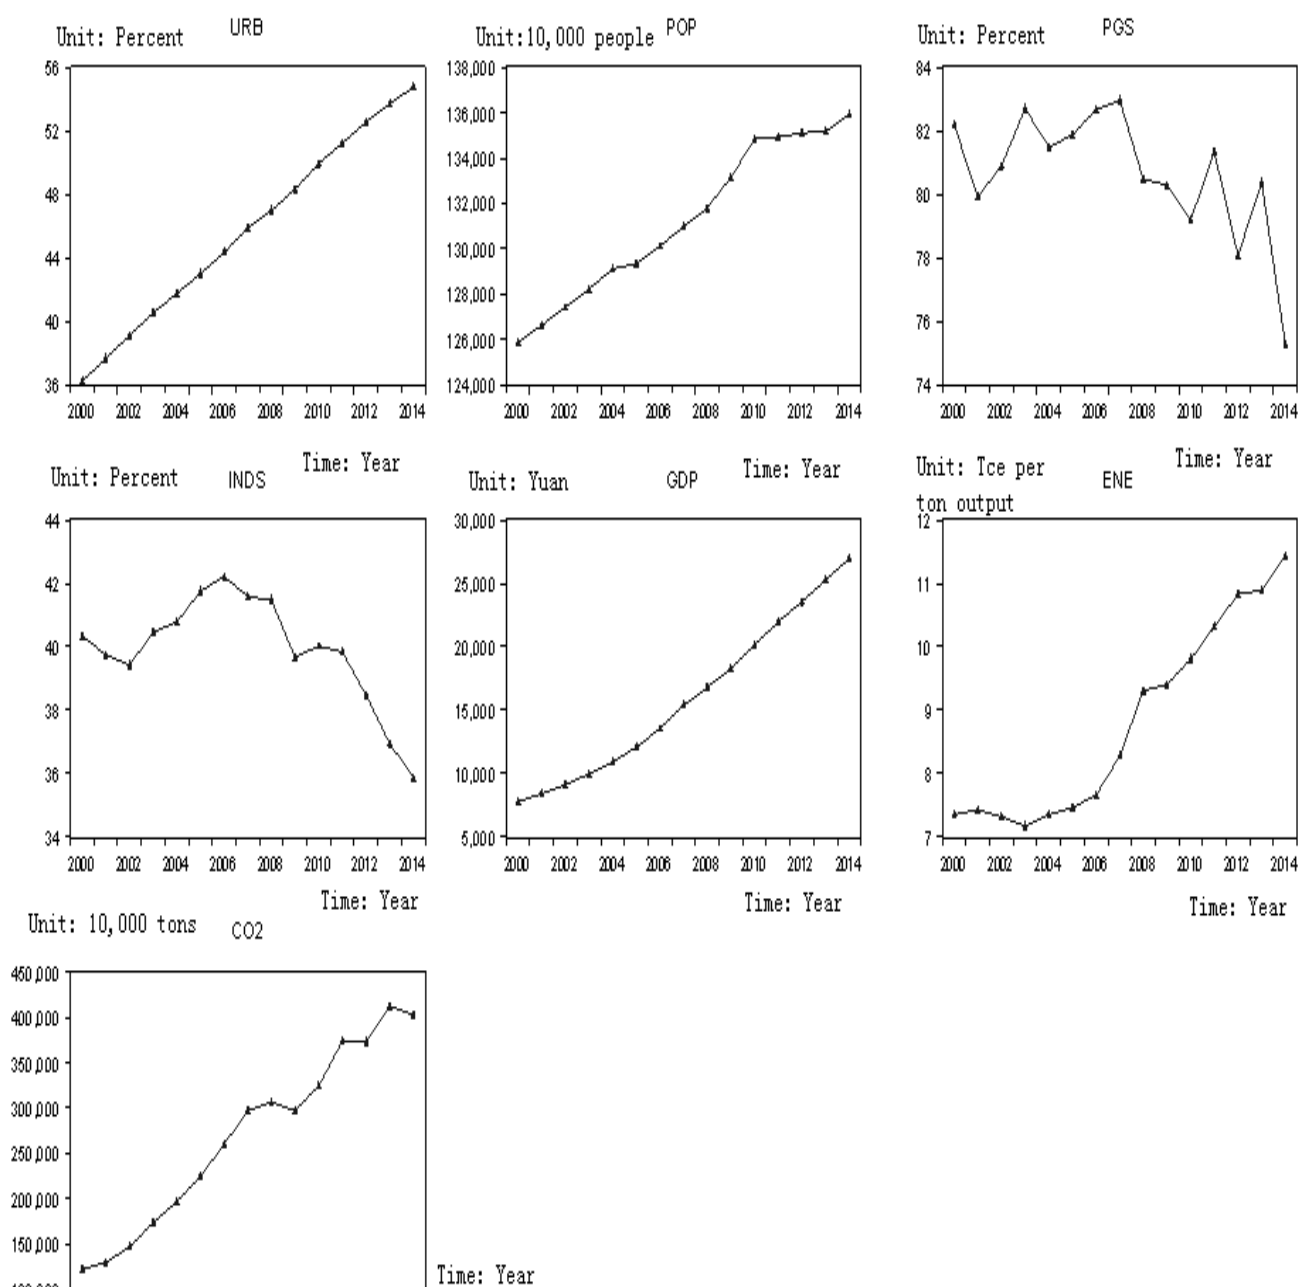 Unit: Percent URB
56
52
48
44
40
36
2000 2002 2004 2006 2008 2010 2012 2014
Time: Year
Unit:10,000 people POP
138,000
136,000
134,000
132,000
130,000
128,000
126,000
124,000
2000 2002 2004 2006 2008 2010 2012 2014
Time: Year
Unit: Percent PGS
84
82
80
78
76
74
2000 2002 2004 2006 2008 2010 2012 2014
Time: Year
Unit: Percent INDS
44
42
40
38
36
34
2000 2002 2004 2006 2008 2010 2012 2014
Time: Year
Unit: Yuan GDP
30,000
25,000
20,000
15,000
10,000
5,000
2000 2002 2004 2006 2008 2010 2012 2014
Time: Year
Unit: Tce per ENE
ton output
12
11
10
9
8
7
2000 2002 2004 2006 2008 2010 2012 2014
Time: Year
Unit: 10,000 tons CO2
450,000
400,000
350,000
300,000
250,000
200,000
150,000
Time: Year